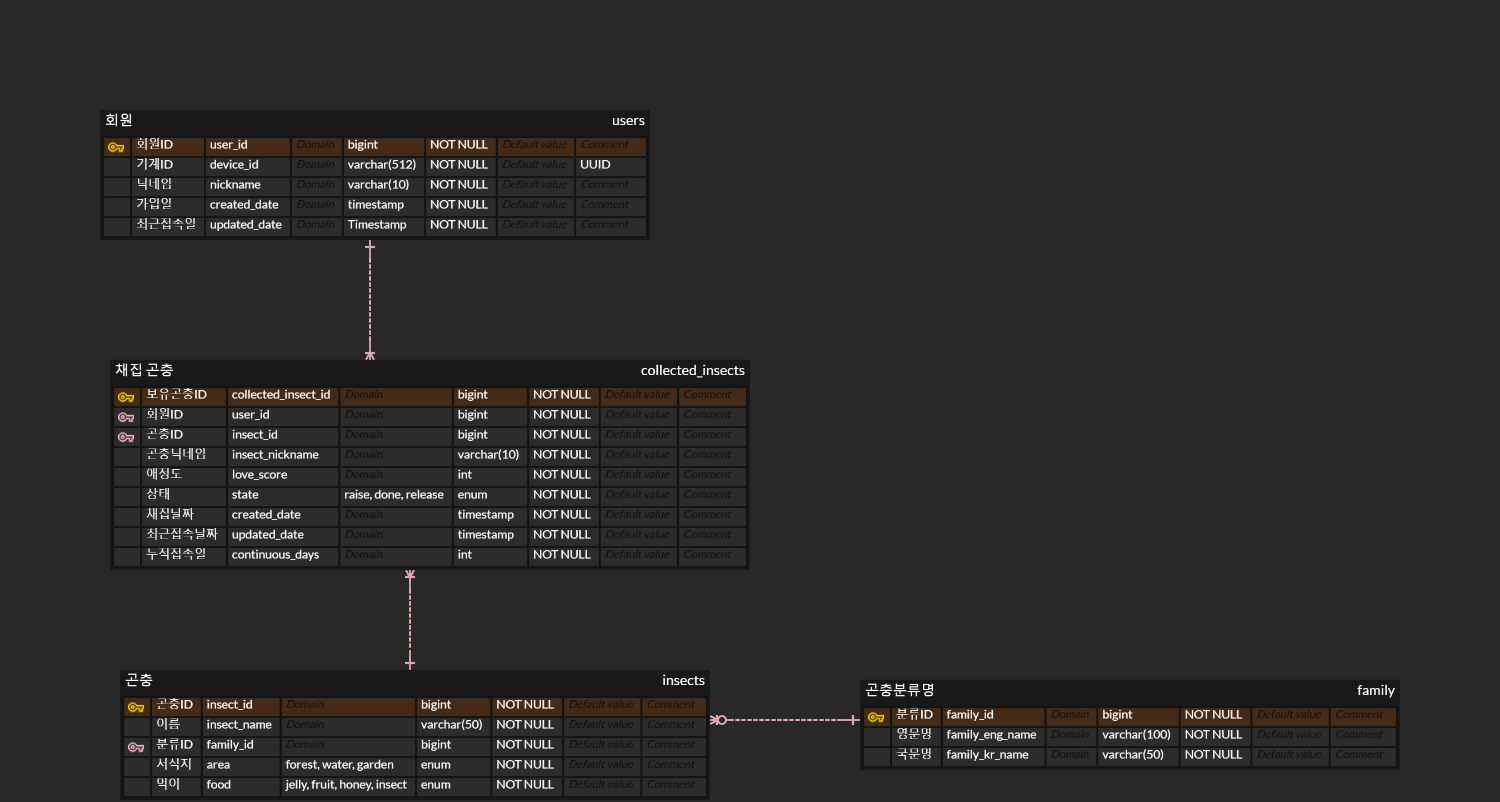 회원 users
회원ID user_id Domain bigint NOT NULL Default value Comment
기계ID device_id Domain varchar(512) NOT NULL Default value UUID
닉네임 nickname Domain varchar(10) NOT NULL Default value Comment
가입일 created_date Domain timestamp NOT NULL Default value Comment
최근접속일 updated_date Domain Timestamp NOT NULL Default value Comment
채집 곤충 collected_insects
보유곤충ID collected_insect_id Domain bigint NOT NULL Default value Comment
회원ID user_id Domain bigint NOT NULL Default value Comment
곤충ID insect_id Domain bigint NOT NULL Default value Comment
곤충닉네임 insect_nickname Domain varchar(10) NOT NULL Default value Comment
애정도 love_score Domain int NOT NULL Default value Comment
상태 state raise, done, release enum NOT NULL Default value Comment
채집날짜 created_date Domain timestamp NOT NULL Default value Comment
최근접속날짜 updated_date Domain timestamp NOT NULL Default value Comment
누적접속일 continuous_days Domain int NOT NULL Default value Comment
곤충 insects
곤충ID insect_id Domain bigint NOT NULL Default value Comment
이름 insect_name Domain varchar(50) NOT NULL Default value Comment
분류ID family_id Domain bigint NOT NULL Default value Comment
서식지 area forest, water, garden enum NOT NULL Default value Comment
먹이 food jelly, fruit, honey, insect enum NOT NULL Default value Comment
곤충분류명 family
분류ID family_id Domain bigint NOT NULL Default value Comment
영문명 family_eng_name Domain varchar(100) NOT NULL Default value Comment
국문명 family_kr_name Domain varchar(50) NOT NULL Default value Comment